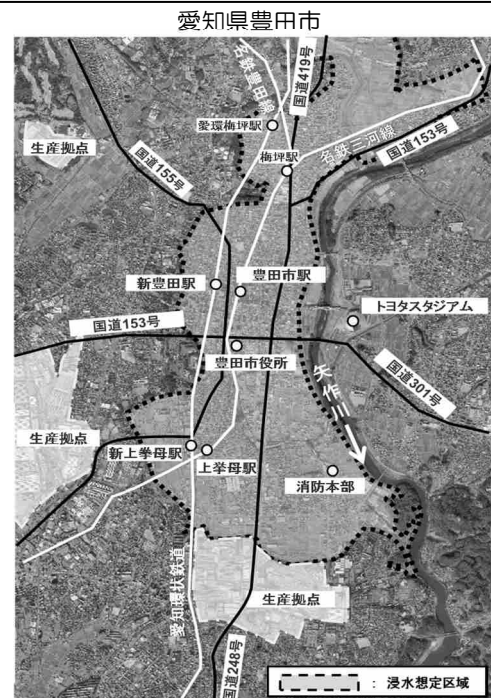 愛知県豊田市
国道419号
名鉄豊田線
愛環梅坪駅
梅坪駅
名鉄三河線
国道153号
生産拠点
国道155号
新豊田駅
豊田市駅
トヨタスタジアム
国道153号
豊田市役所
国道301号
矢作川
生産拠点
新上挙母駅
上挙母駅
消防本部
愛知環状鉄道
生産拠点
国道248号
：浸水想定区域